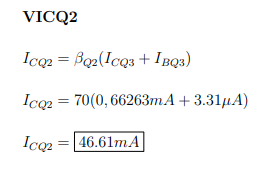 VICQ2
I_{CQ2} = β_{Q2}(I_{CQ3} + I_{BQ3})
I_{CQ2} = 70(0,66263mA + 3.31μA)
I_{CQ2} = 46.61mA